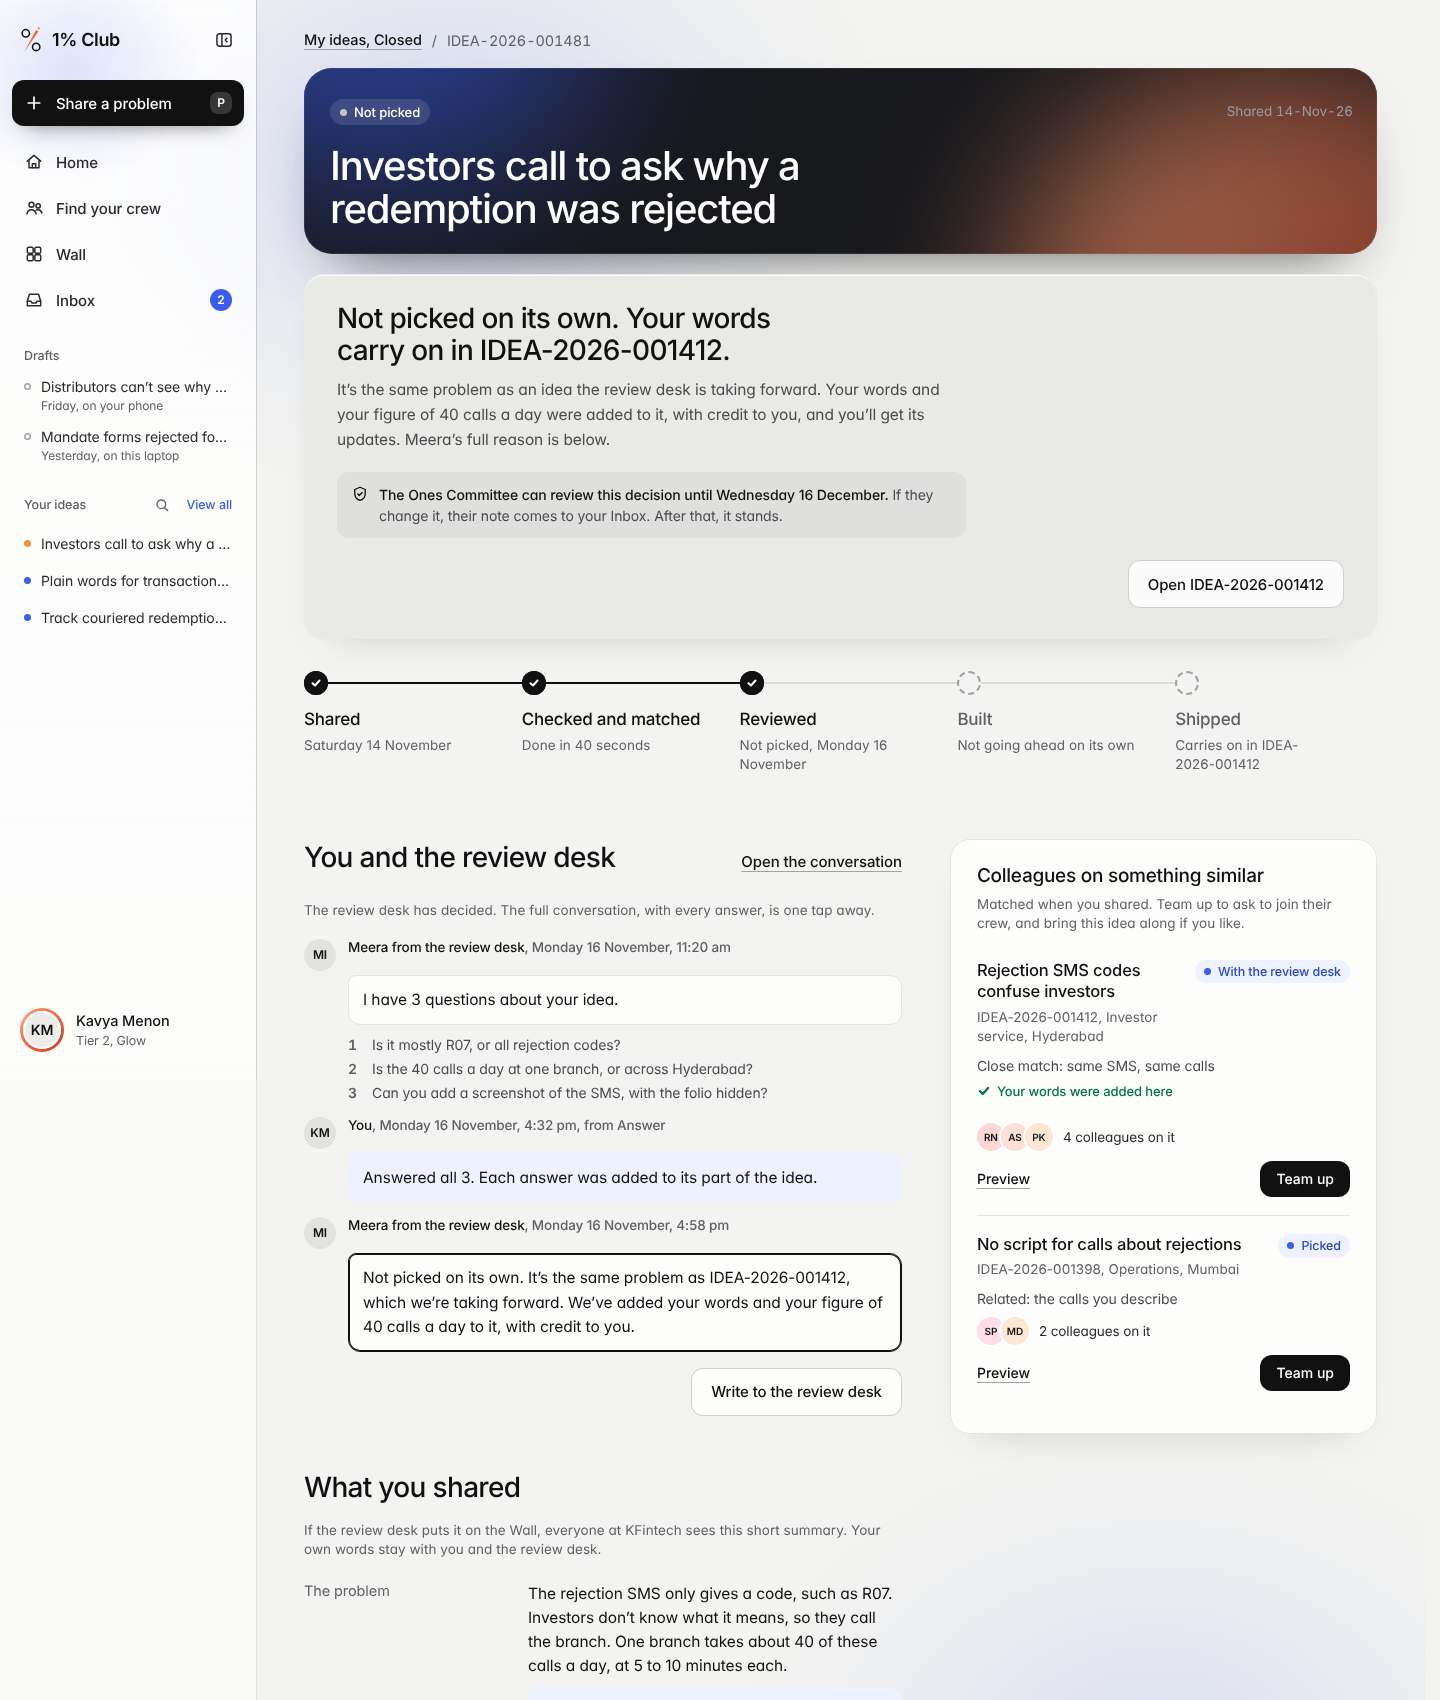 1% Club
Share a problem P
Home
Find your crew
Wall
Inbox 2
Drafts
Distributors can’t see why ...
Friday, on your phone
Mandate forms rejected fo...
Yesterday, on this laptop
Your ideas View all
Investors call to ask why a ...
Plain words for transaction...
Track couriered redemptio...
KM Kavya Menon
Tier 2, Glow
My ideas, Closed / IDEA-2026-001481
Not picked
Shared 14-Nov-26
Investors call to ask why a
redemption was rejected
Not picked on its own. Your words
carry on in IDEA-2026-001412.
It’s the same problem as an idea the review desk is taking forward. Your words and
your figure of 40 calls a day were added to it, with credit to you, and you’ll get its
updates. Meera’s full reason is below.
The Ones Committee can review this decision until Wednesday 16 December. If they
change it, their note comes to your Inbox. After that, it stands.
Open IDEA-2026-001412
Shared
Saturday 14 November
Checked and matched
Done in 40 seconds
Reviewed
Not picked, Monday 16
November
Built
Not going ahead on its own
Shipped
Carries on in IDEA-
2026-001412
You and the review desk
Open the conversation
The review desk has decided. The full conversation, with every answer, is one tap away.
MI Meera from the review desk, Monday 16 November, 11:20 am
I have 3 questions about your idea.
1 Is it mostly R07, or all rejection codes?
2 Is the 40 calls a day at one branch, or across Hyderabad?
3 Can you add a screenshot of the SMS, with the folio hidden?
KM You, Monday 16 November, 4:32 pm, from Answer
Answered all 3. Each answer was added to its part of the idea.
MI Meera from the review desk, Monday 16 November, 4:58 pm
Not picked on its own. It’s the same problem as IDEA-2026-001412,
which we’re taking forward. We’ve added your words and your figure of
40 calls a day to it, with credit to you.
Write to the review desk
Colleagues on something similar
Matched when you shared. Team up to ask to join their
crew, and bring this idea along if you like.
Rejection SMS codes
confuse investors
With the review desk
IDEA-2026-001412, Investor
service, Hyderabad
Close match: same SMS, same calls
Your words were added here
RN AS PK 4 colleagues on it
Preview Team up
No script for calls about rejections
Picked
IDEA-2026-001398, Operations, Mumbai
Related: the calls you describe
SP MD 2 colleagues on it
Preview Team up
What you shared
If the review desk puts it on the Wall, everyone at KFintech sees this short summary. Your
own words stay with you and the review desk.
The problem
The rejection SMS only gives a code, such as R07.
Investors don’t know what it means, so they call
the branch. One branch takes about 40 of these
calls a day, at 5 to 10 minutes each.